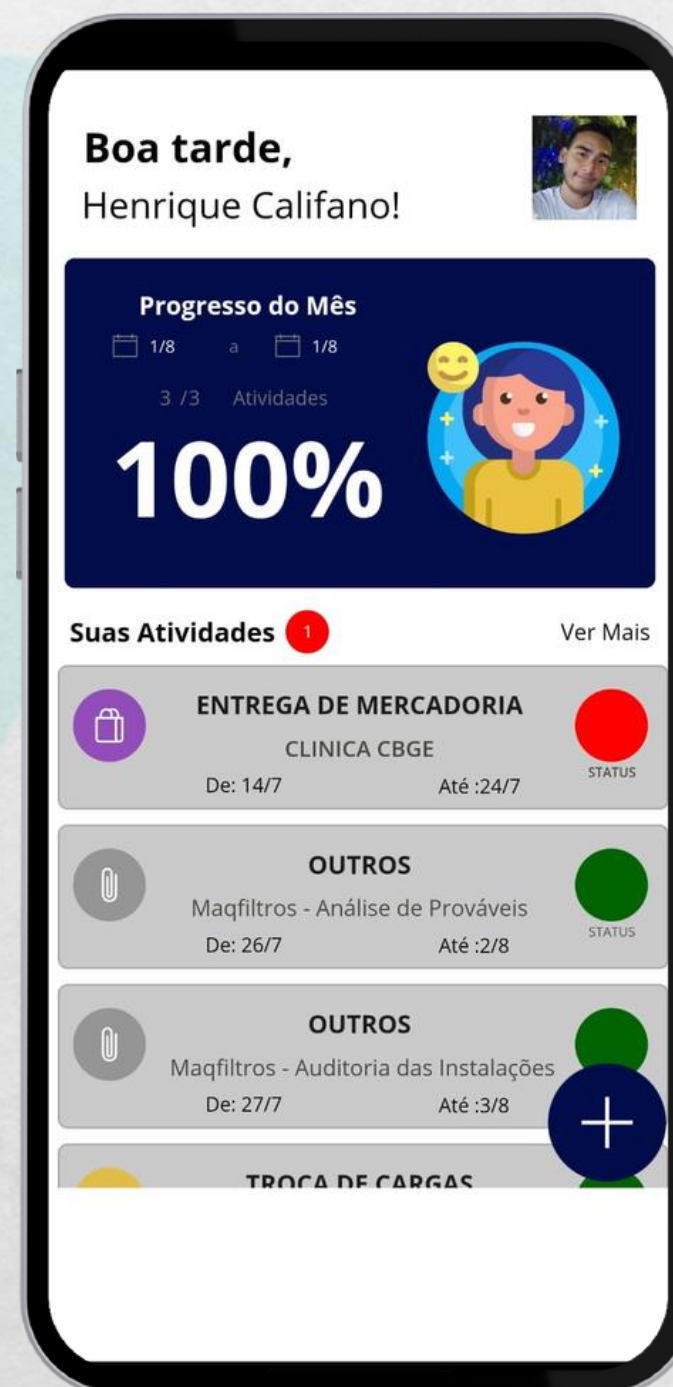 Boa tarde,
Henrique Califano!
Progresso do Mês
1/8 a 1/8
3 /3 Atividades
100%
Suas Atividades 1 Ver Mais
ENTREGA DE MERCADORIA
CLINICA CBGE
De: 14/7 Até :24/7
STATUS
OUTROS
Maqfiltros - Análise de Prováveis
De: 26/7 Até :2/8
STATUS
OUTROS
Maqfiltros - Auditoria das Instalações
De: 27/7 Até :3/8
TROCA DE CARGAS